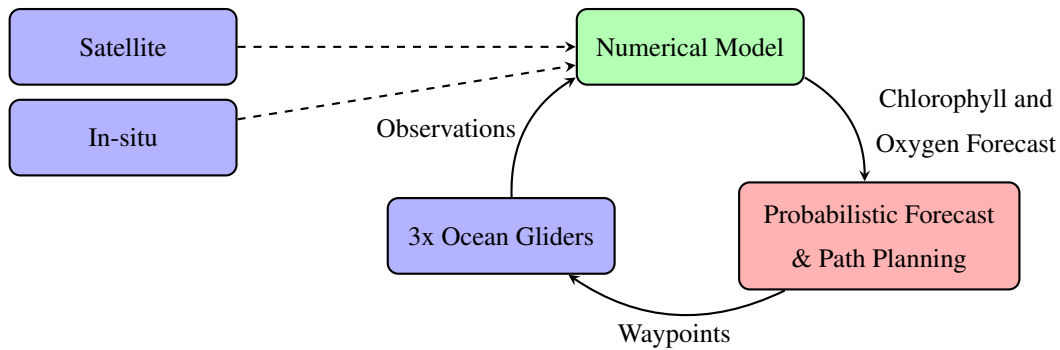 Satellite
Numerical Model
In-situ
Observations
Chlorophyll and
Oxygen Forecast
3x Ocean Gliders
Probabilistic Forecast
& Path Planning
Waypoints